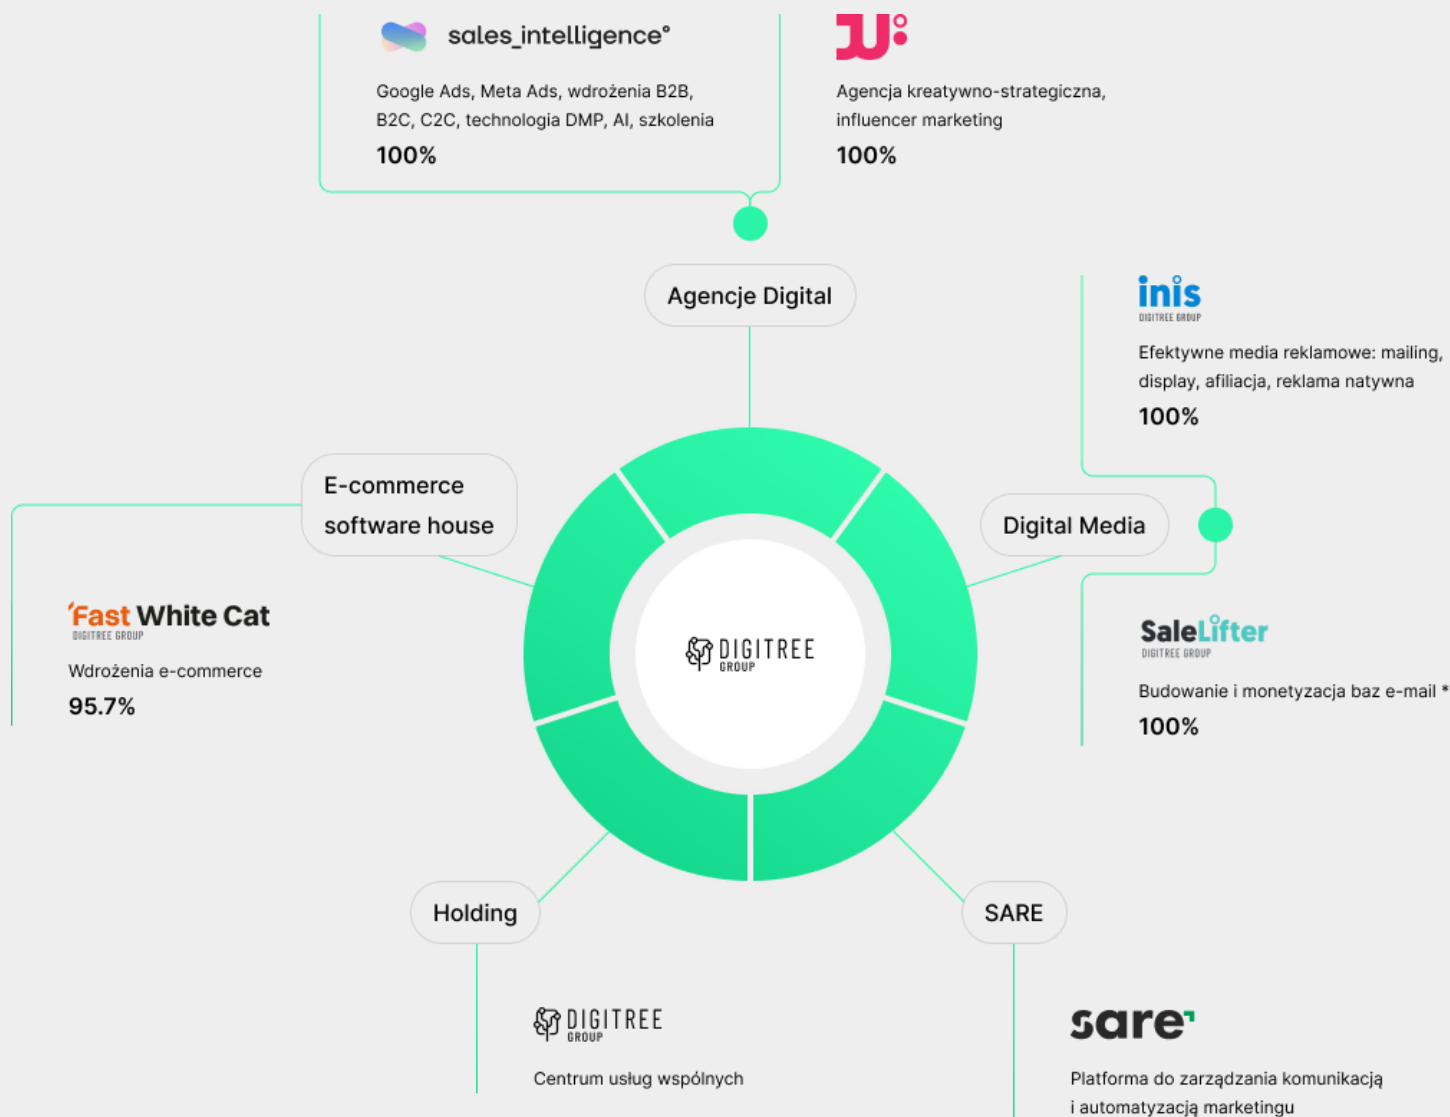 sales_intelligence°
Google Ads, Meta Ads, wdrożenia B2B,
B2C, C2C, technologia DMP, AI, szkolenia
100%
Agencja kreatywno-strategiczna,
influencer marketing
100%
Agencje Digital
inis
DIGITREE GROUP
Efektywne media reklamowe: mailing,
display, afiliacja, reklama natywna
100%
E-commerce
software house
Digital Media
Fast White Cat
DIGITREE GROUP
Wdrożenia e-commerce
95.7%
DIGITREE
GROUP
SaleLifter
DIGITREE GROUP
Budowanie i monetyzacja baz e-mail *
100%
Holding
SARE
DIGITREE
GROUP
Centrum usług wspólnych
sare
Platforma do zarządzania komunikacją
i automatyzacją marketingu